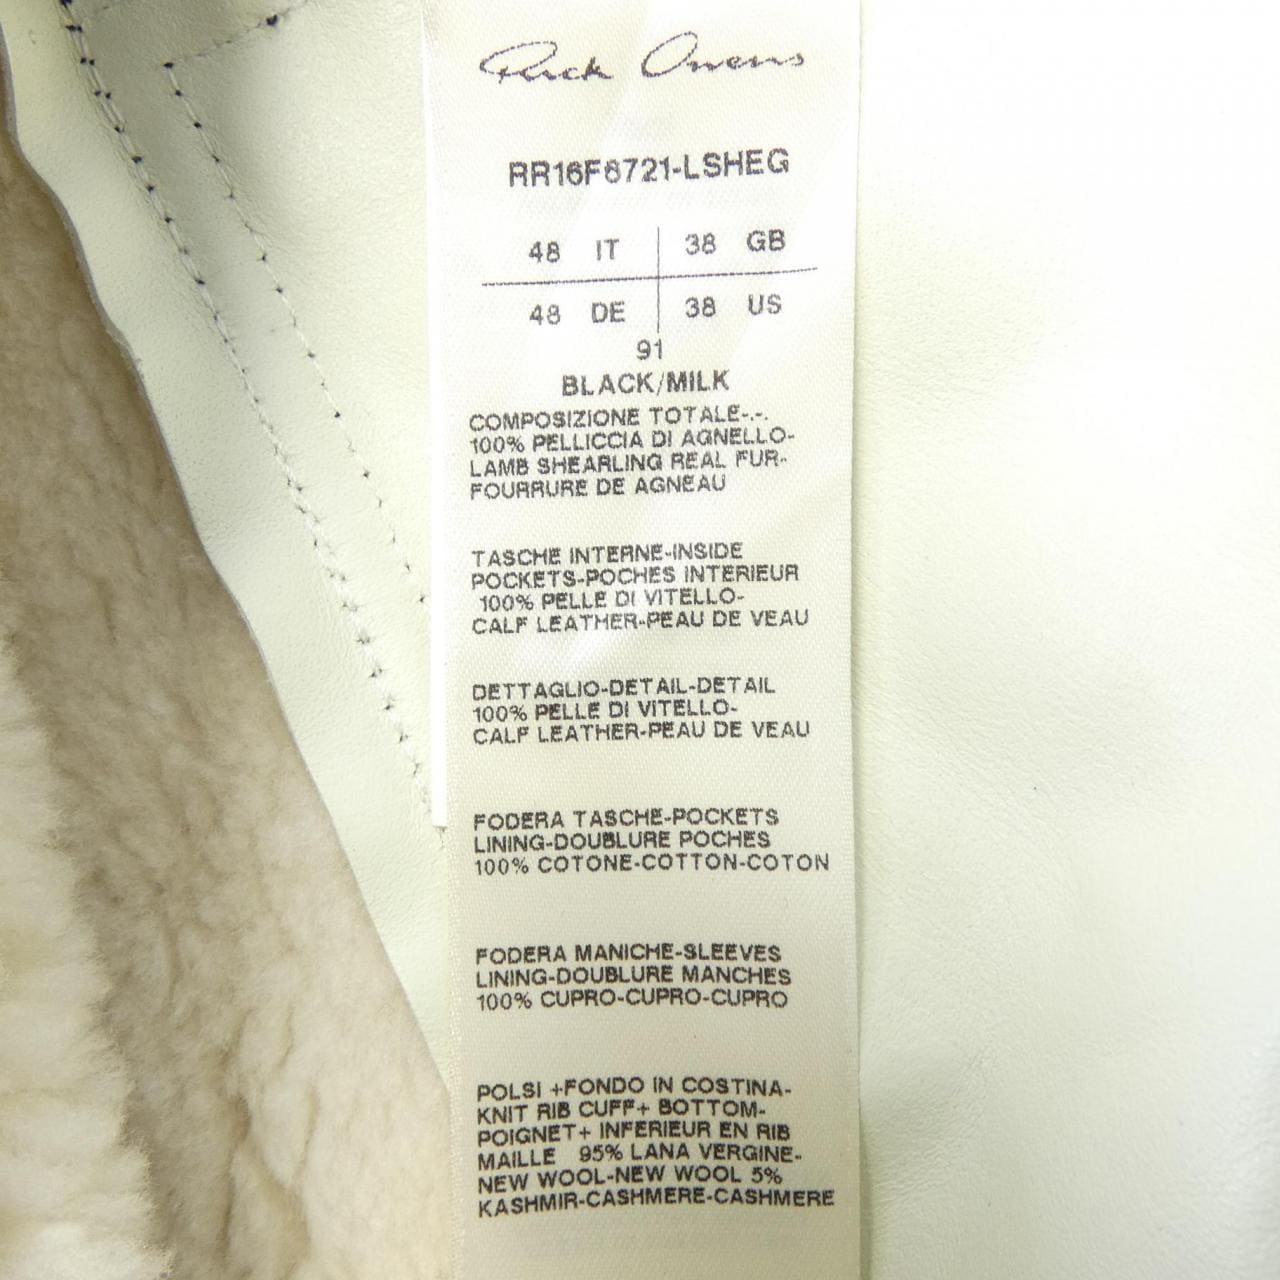 Rick Owens
RR16F8721-LSHEG
48 IT 38 GB
48 DE 38 US
91
BLACK/MILK
COMPOSIZIONE TOTALE-.-.
100% PELLICCIA DI AGNELLO-
LAMB SHEARLING REAL FUR-
FOURRURE DE AGNEAU
TASCHE INTERNE-INSIDE
POCKETS-POCHES INTERIEUR
100% PELLE DI VITELLO-
CALF LEATHER-PEAU DE VEAU
DETTAGLIO-DETAIL-DETAIL
100% PELLE DI VITELLO-
CALF LEATHER-PEAU DE VEAU
FODERA TASCHE-POCKETS
LINING-DOUBLURE POCHES
100% COTONE-COTTON-COTON
FODERA MANICHE-SLEEVES
LINING-DOUBLURE MANCHES
100% CUPRO-CUPRO-CUPRO
POLSI +FONDO IN COSTINA-
KNIT RIB CUFF+ BOTTOM-
POIGNET+ INFERIEUR EN RIB
MAILLE 95% LANA VERGINE-
NEW WOOL-NEW WOOL 5%
KASHMIR-CASHMERE-CASHMERE